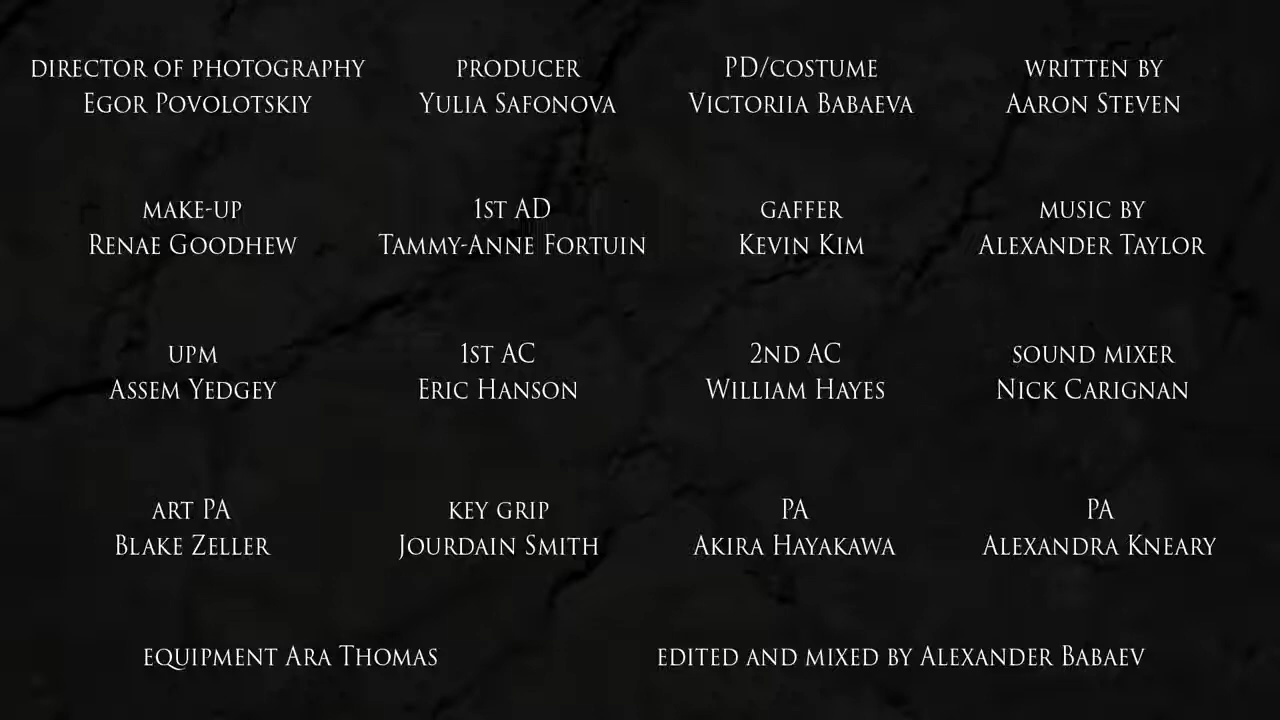 DIRECTOR OF PHOTOGRAPHY
EGOR POVOLOTSKIY
PRODUCER
YULIA SAFONOVA
PD/COSTUME
VICTORIIA BABAEVA
WRITTEN BY
AARON STEVEN
MAKE-UP
RENAE GOODHEW
1ST AD
TAMMY-ANNE FORTUIN
GAFFER
KEVIN KIM
MUSIC BY
ALEXANDER TAYLOR
UPM
ASSEM YEDGEY
1ST AC
ERIC HANSON
2ND AC
WILLIAM HAYES
SOUND MIXER
NICK CARIGNAN
ART PA
BLAKE ZELLER
KEY GRIP
JOURDAIN SMITH
PA
AKIRA HAYAKAWA
PA
ALEXANDRA KNEARY
EQUIPMENT ARA THOMAS
EDITED AND MIXED BY ALEXANDER BABAEV